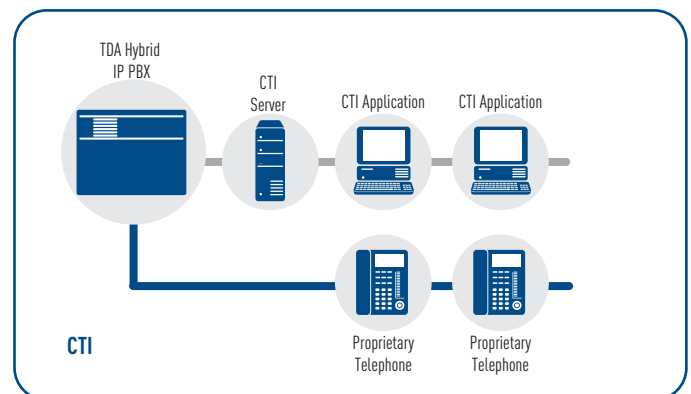 TDA Hybrid
IP PBX
CTI
Server
CTI Application
CTI Application
Proprietary
Telephone
Proprietary
Telephone
CTI